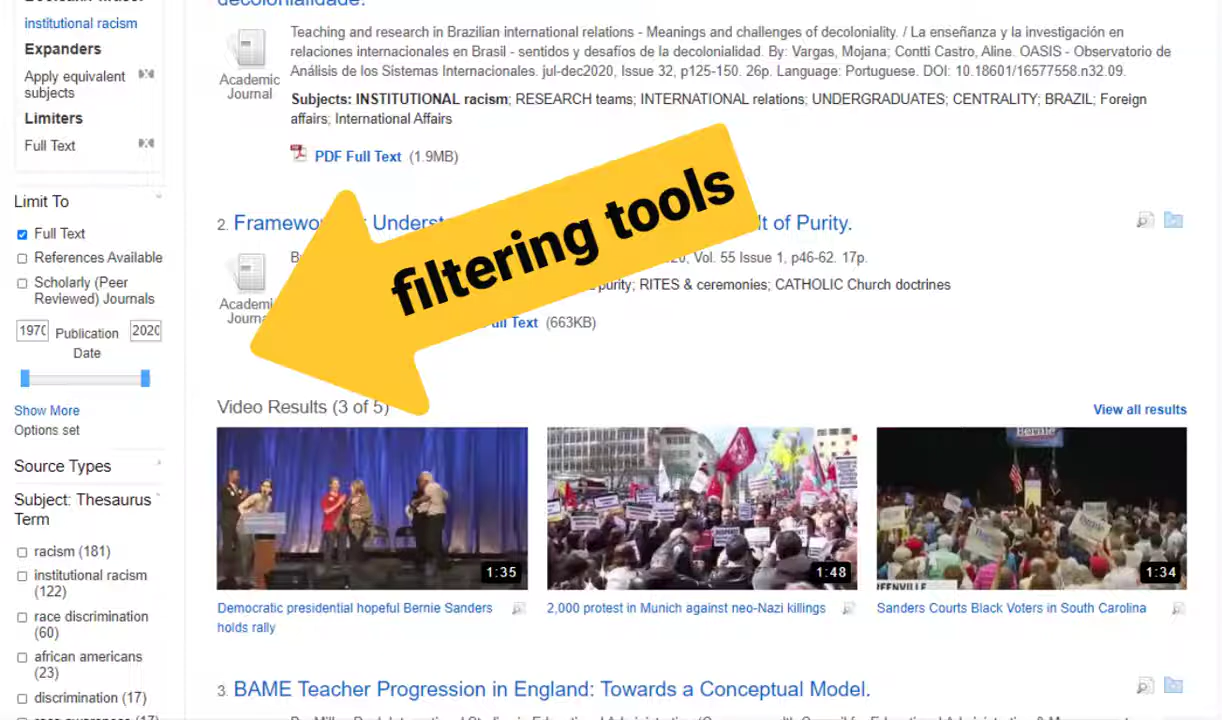 institutional racism
Expanders
Apply equivalent
subjects
Limiters
Full Text
Limit To
Full Text
References Available
Scholarly (Peer
Reviewed) Journals
1970 Publication 2020
Date
Show More
Options set
Source Types
Subject: Thesaurus
Term
racism (181)
institutional racism
(122)
race discrimination
(60)
african americans
(23)
discrimination (17)
decolonialidade.
Academic
Journal
Teaching and research in Brazilian international relations - Meanings and challenges of decoloniality. / La enseñanza y la investigación en
relaciones internacionales en Brasil - sentidos y desafíos de la decolonialidad. By: Vargas, Mojana; Contti Castro, Aline. OASIS - Observatorio de
Análisis de los Sistemas Internacionales. jul-dec2020, Issue 32, p125-150. 26p. Language: Portuguese. DOI: 10.18601/16577558.n32.09.
Subjects: INSTITUTIONAL racism; RESEARCH teams; INTERNATIONAL relations; UNDERGRADUATES; CENTRALITY; BRAZIL; Foreign
affairs; International Affairs
PDF Full Text (1.9MB)
filtering tools
2. of Purity.
Vol. 55 Issue 1, p46-62. 17p.
purity; RITES & ceremonies; CATHOLIC Church doctrines
Text (663KB)
Video Results (3 of 5)
View all results
1:35
1:48
Bernie
1:34
Democratic presidential hopeful Bernie Sanders
holds rally
2,000 protest in Munich against neo-Nazi killings
Sanders Courts Black Voters in South Carolina
3. BAME Teacher Progression in England: Towards a Conceptual Model.